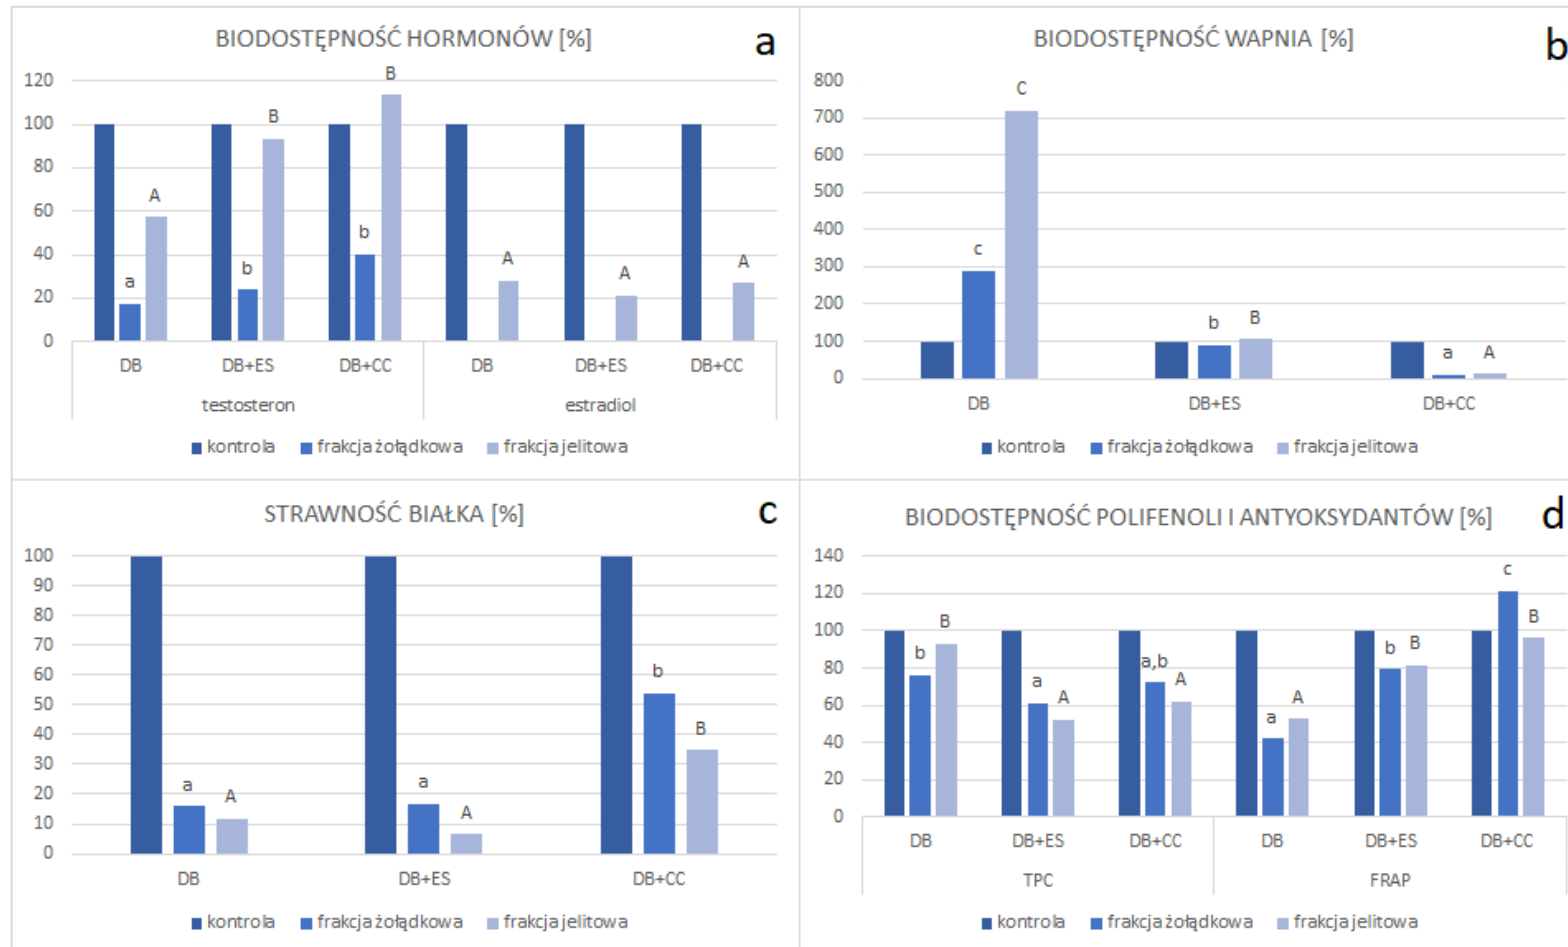 BIODOSTĘPNOŚĆ HORMONÓW [%]
a
120
100
80
60
40
20
0
a
A
b
B
b
B
A
A
A
DB
DB+ES
DB+CC
DB
DB+ES
DB+CC
testosteron
estradiol
kontrola
frakcja żołądkowa
frakcja jelitowa
BIODOSTĘPNOŚĆ WAPNIA [%]
b
800
700
600
500
400
300
200
100
0
c
C
b
B
a
A
DB
DB+ES
DB+CC
kontrola
frakcja żołądkowa
frakcja jelitowa
STRAWNOŚĆ BIAŁKA [%]
c
100
90
80
70
60
50
40
30
20
10
0
a
A
a
A
b
B
DB
DB+ES
DB+CC
kontrola
frakcja żołądkowa
frakcja jelitowa
BIODOSTĘPNOŚĆ POLIFENOLI I ANTYOKSYDANTÓW [%]
d
140
120
100
80
60
40
20
0
b
B
a
A
a,b
A
a
A
b
B
c
B
DB
DB+ES
DB+CC
DB
DB+ES
DB+CC
TPC
FRAP
kontrola
frakcja żołądkowa
frakcja jelitowa